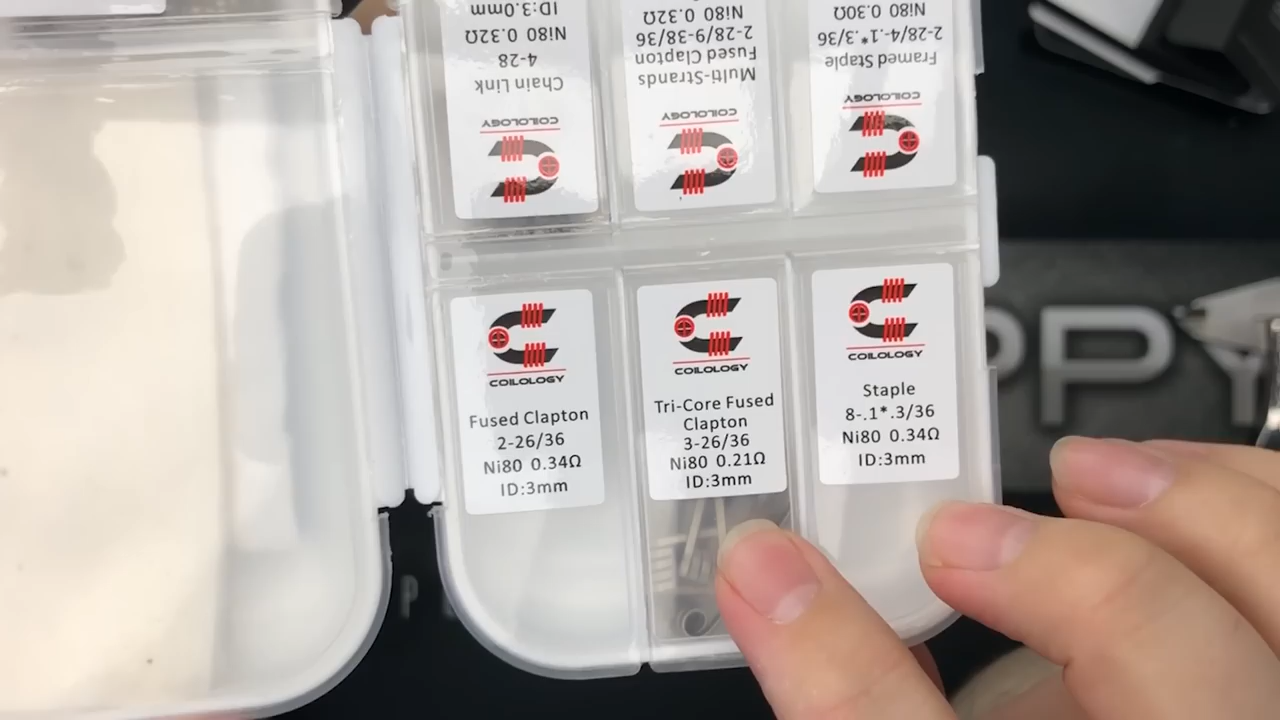 ID:3.0mm
Ni80 0.32Ω
4-28
Chain Link
COILOLOGY
Ni80 0.32Ω
2-28/9-38/36
Fused Clapton
Multi-Strands
COILOLOGY
Ni80 0.30Ω
2-28/4-.1*.3/36
Framed Staple
COILOLOGY
COILOLOGY
Fused Clapton
2-26/36
Ni80 0.34Ω
ID:3mm
COILOLOGY
Tri-Core Fused
Clapton
3-26/36
Ni80 0.21Ω
ID:3mm
COILOLOGY
Staple
8-.1*.3/36
Ni80 0.34Ω
ID:3mm
PPY